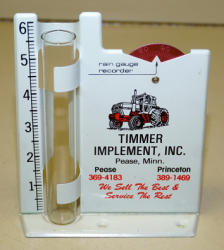 6
5
4
3
2
1
rain gauge
recorder
TIMMER
IMPLEMENT, INC.
Pease, Minn.
Pease Princeton
369-4183 389-1469
We Sell The Best &
Service The Rest